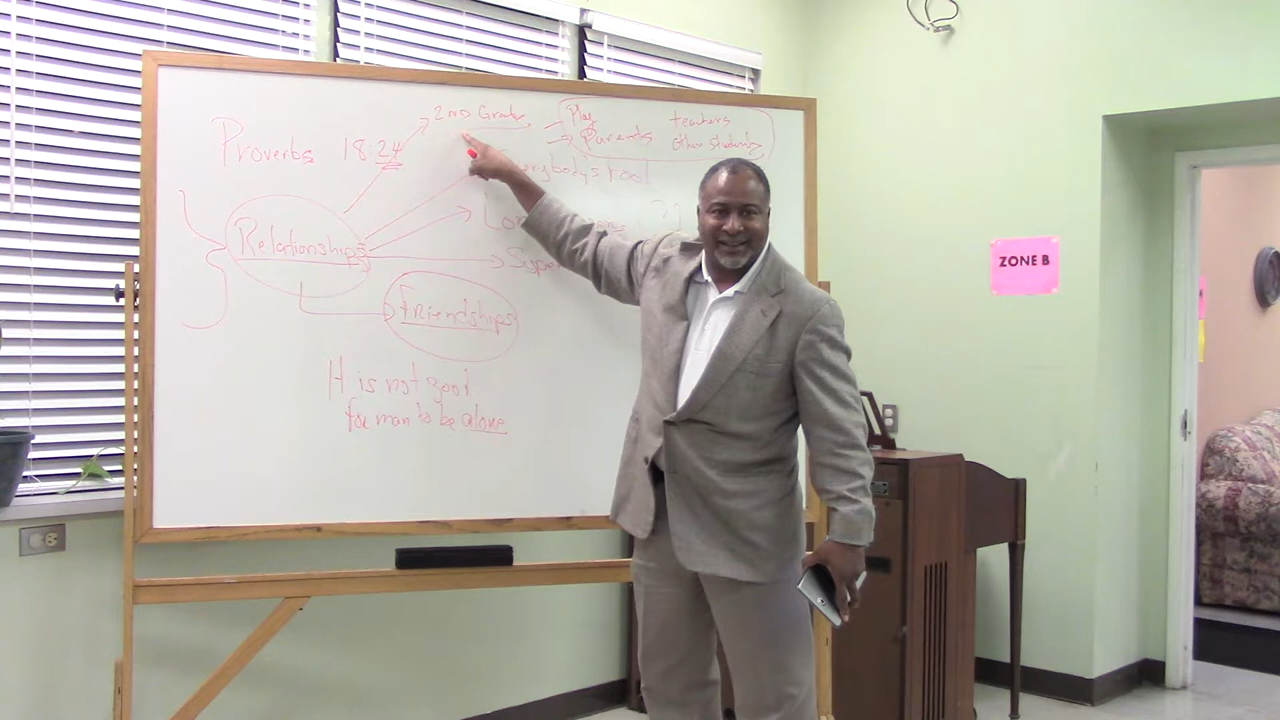 2nd Grade
Play
teachers
Proverbs 18:24
Parents
other students
Relationships
Friendships
It is not good
for man to be alone
ZONE B